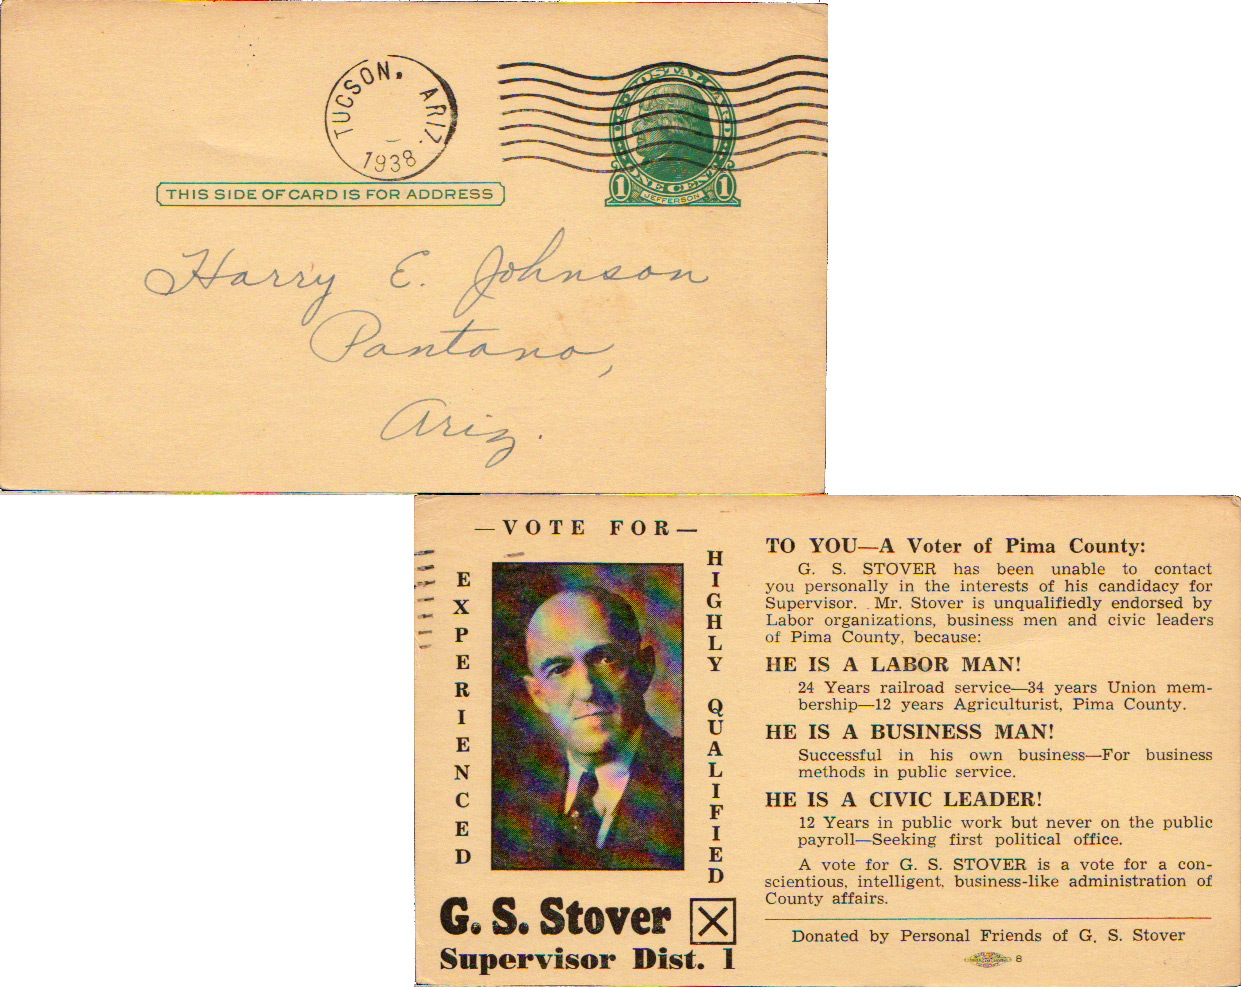 TUCSON, ARIZ.
1938
U.S. POSTAL CARD
ONE CENT
1 JEFFERSON 1
THIS SIDE OF CARD IS FOR ADDRESS
Harry E. Johnson
Pantano,
Ariz.
—VOTE FOR—
EXPERIENCED
HIGHLY QUALIFIED
G. S. Stover X
Supervisor Dist. 1
TO YOU—A Voter of Pima County:
G. S. STOVER has been unable to contact
you personally in the interests of his candidacy for
Supervisor. Mr. Stover is unqualifiedly endorsed by
Labor organizations, business men and civic leaders
of Pima County, because:
HE IS A LABOR MAN!
24 Years railroad service—34 years Union mem-
bership—12 years Agriculturist, Pima County.
HE IS A BUSINESS MAN!
Successful in his own business—For business
methods in public service.
HE IS A CIVIC LEADER!
12 Years in public work but never on the public
payroll—Seeking first political office.
A vote for G. S. STOVER is a vote for a con-
scientious, intelligent, business-like administration of
County affairs.
Donated by Personal Friends of G. S. Stover
8